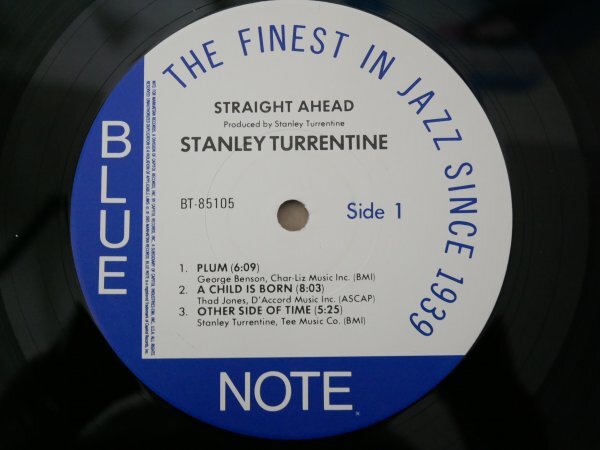 THE FINEST IN JAZZ SINCE 1939
STRAIGHT AHEAD
Produced by Stanley Turrentine
STANLEY TURRENTINE
BT-85105
Side 1
1. PLUM (6:09)
George Benson, Char-Liz Music Inc. (BMI)
2. A CHILD IS BORN (8:03)
Thad Jones, D'Accord Music Inc. (ASCAP)
3. OTHER SIDE OF TIME (5:25)
Stanley Turrentine, Tee Music Co. (BMI)
BLUE
NOTE